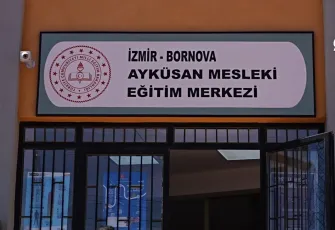 İZMİR - BORNOVA
AYKÜSAN MESLEKİ
EĞİTİM MERKEZİ